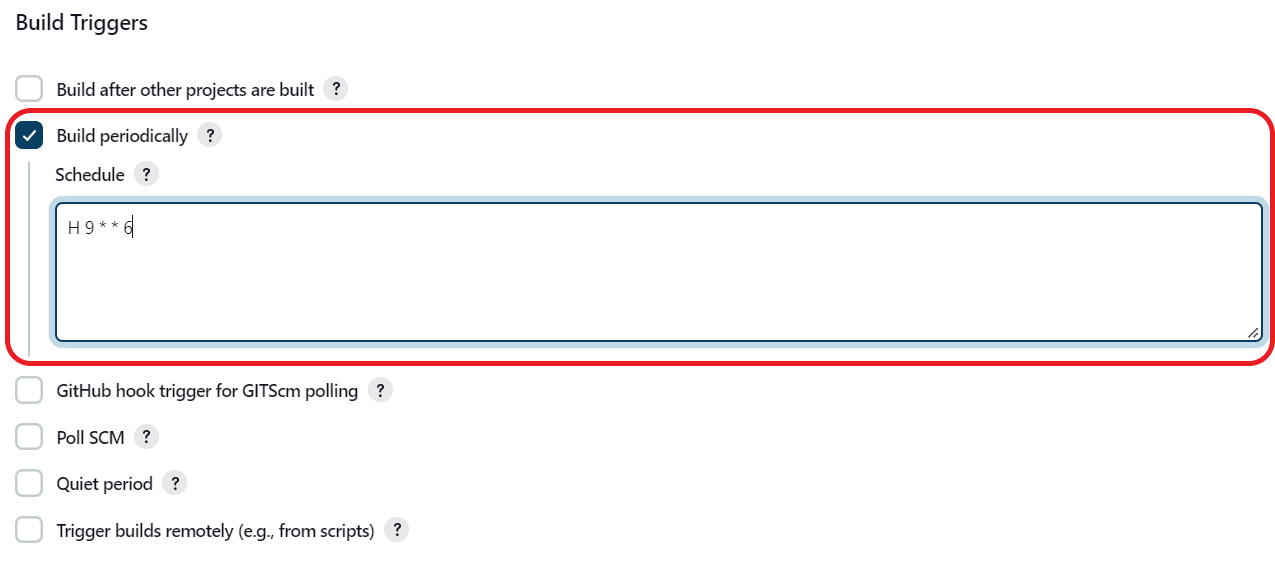 Build Triggers
Build after other projects are built ?
Build periodically ?
Schedule ?
H 9 * * 6
GitHub hook trigger for GITScm polling ?
Poll SCM ?
Quiet period ?
Trigger builds remotely (e.g., from scripts) ?